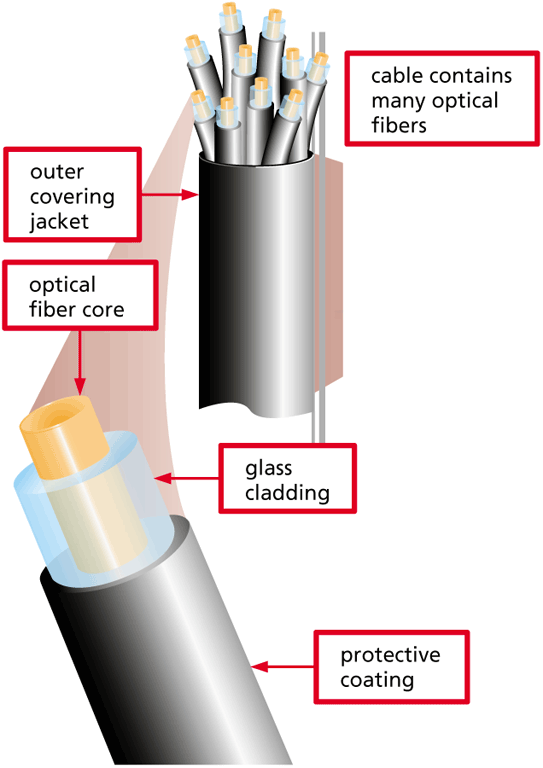 cable contains
many optical
fibers
outer
covering
jacket
optical
fiber core
glass
cladding
protective
coating